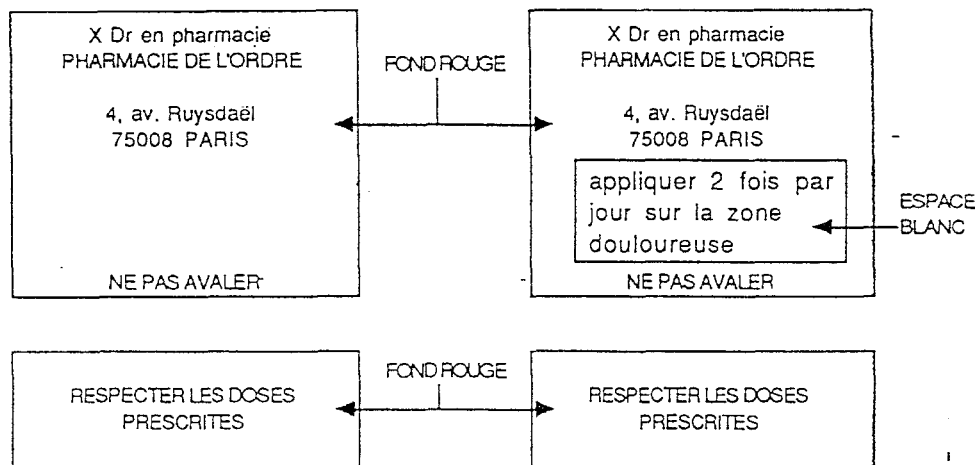 X Dr en pharmacie
PHARMACIE DE L'ORDRE
4, av. Ruysdaël
75008 PARIS
NE PAS AVALER
FOND ROUGE
X Dr en pharmacie
PHARMACIE DE L'ORDRE
4, av. Ruysdaël
75008 PARIS
appliquer 2 fois par
jour sur la zone
douloureuse
NE PAS AVALER
ESPACE
BLANC
RESPECTER LES DOSES
PRESCRITES
FOND ROUGE
RESPECTER LES DOSES
PRESCRITES